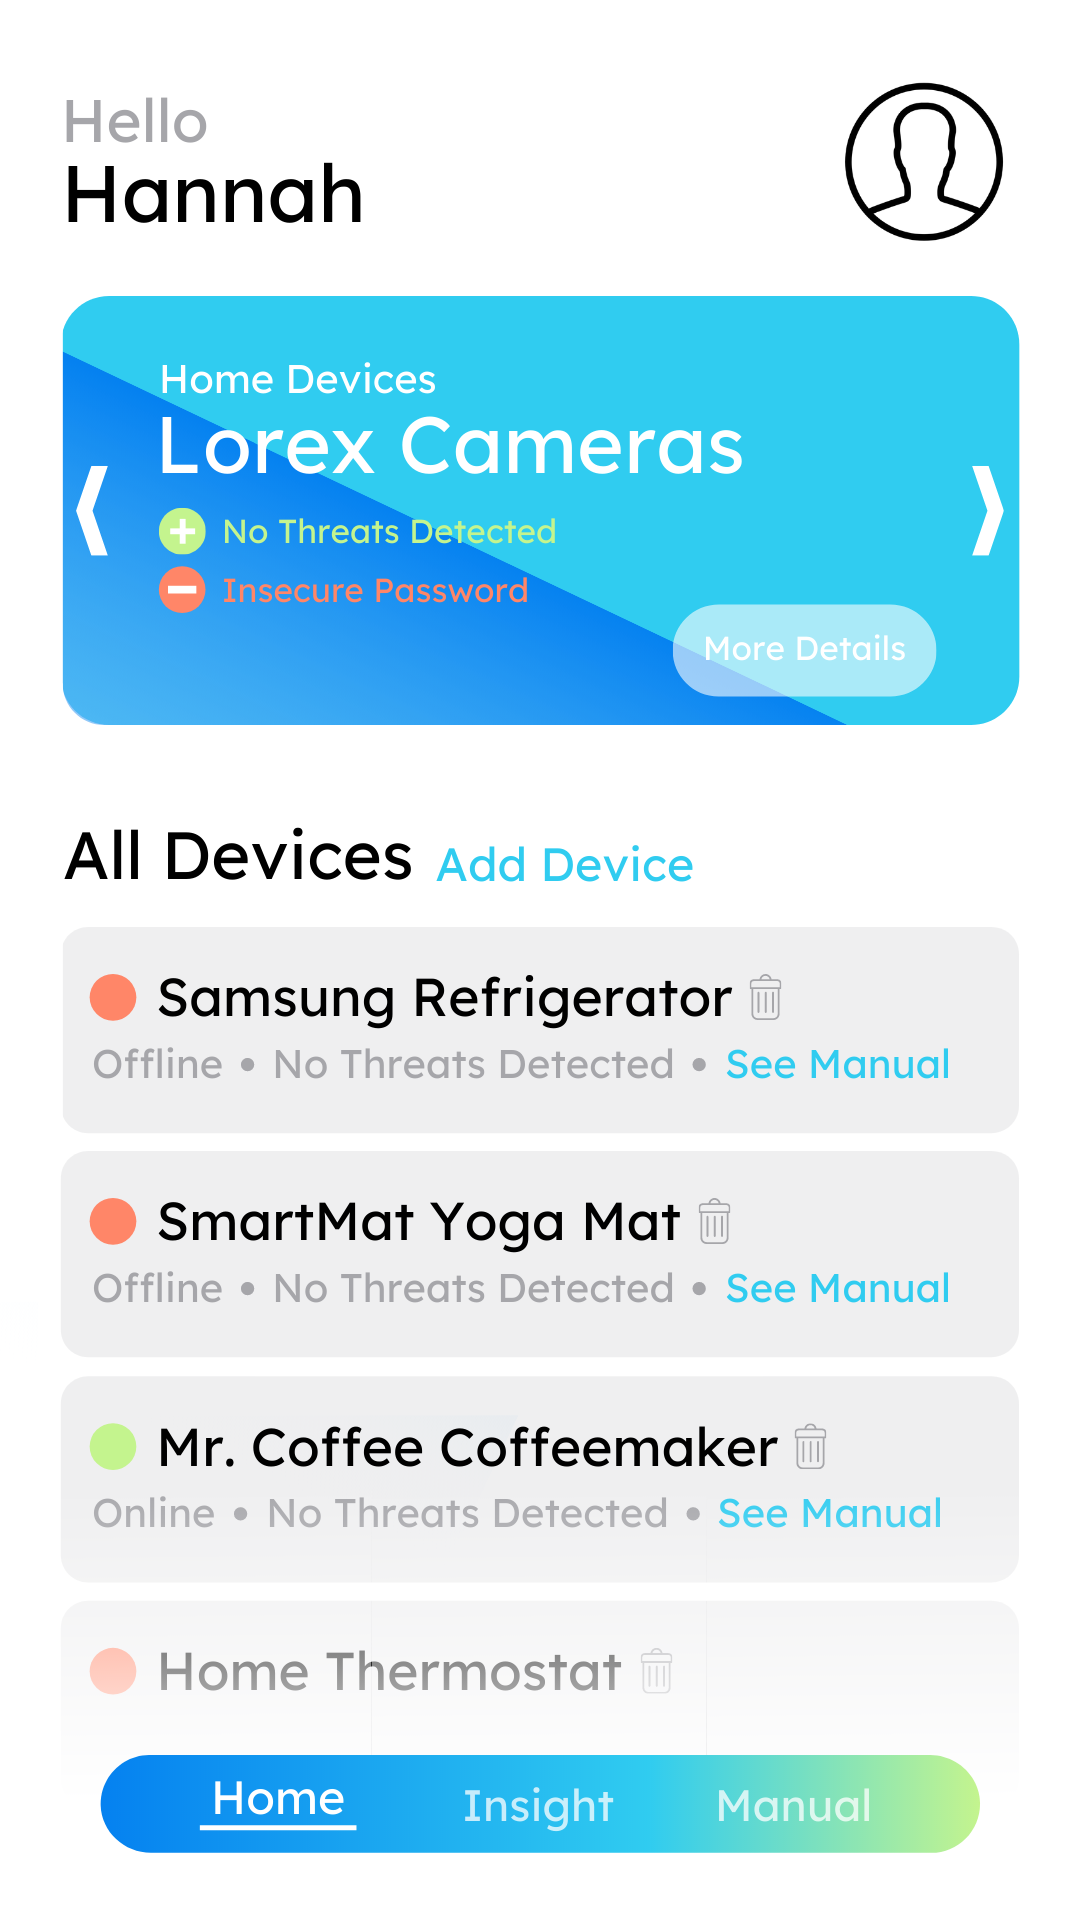 Hello
Hannah
Home Devices
Lorex Cameras
No Threats Detected
Insecure Password
More Details
All Devices Add Device
Samsung Refrigerator
Offline • No Threats Detected • See Manual
SmartMat Yoga Mat
Offline • No Threats Detected • See Manual
Mr. Coffee Coffeemaker
Online • No Threats Detected • See Manual
Home Thermostat
Home Insight Manual